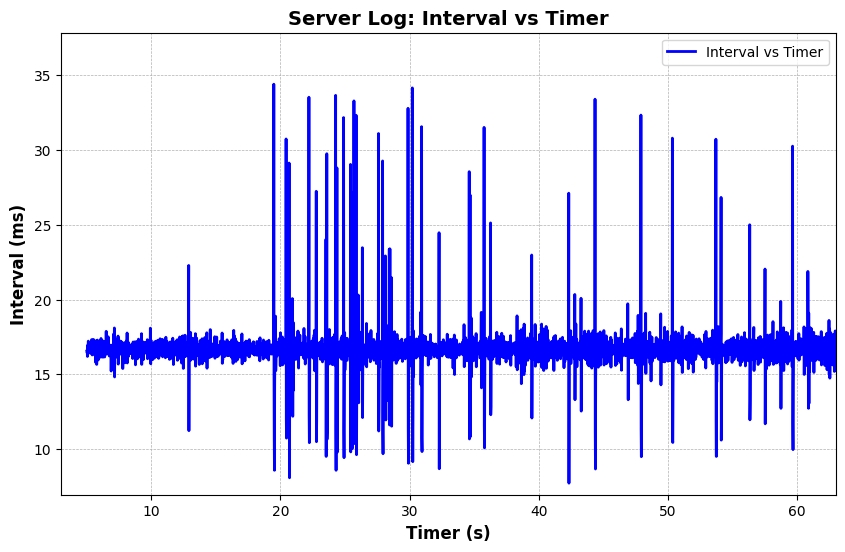 Server Log: Interval vs Timer
Interval vs Timer
Interval (ms)
35
30
25
20
15
10
10 20 30 40 50 60
Timer (s)